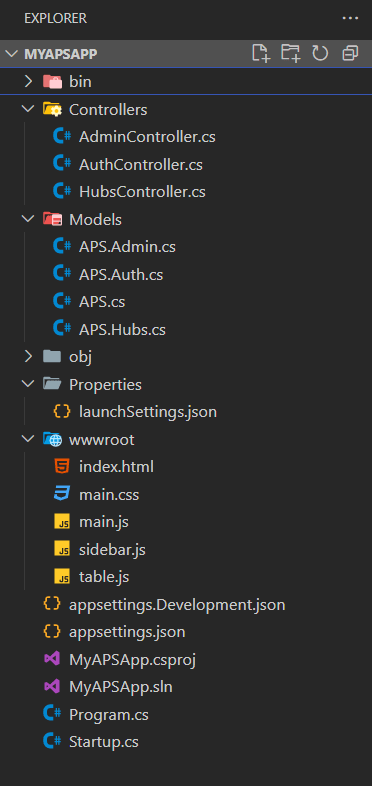 EXPLORER
MYAPSAPP
bin
Controllers
AdminController.cs
AuthController.cs
HubsController.cs
Models
APS.Admin.cs
APS.Auth.cs
APS.cs
APS.Hubs.cs
obj
Properties
launchSettings.json
wwwroot
index.html
main.css
main.js
sidebar.js
table.js
appsettings.Development.json
appsettings.json
MyAPSApp.csproj
MyAPSApp.sln
Program.cs
Startup.cs